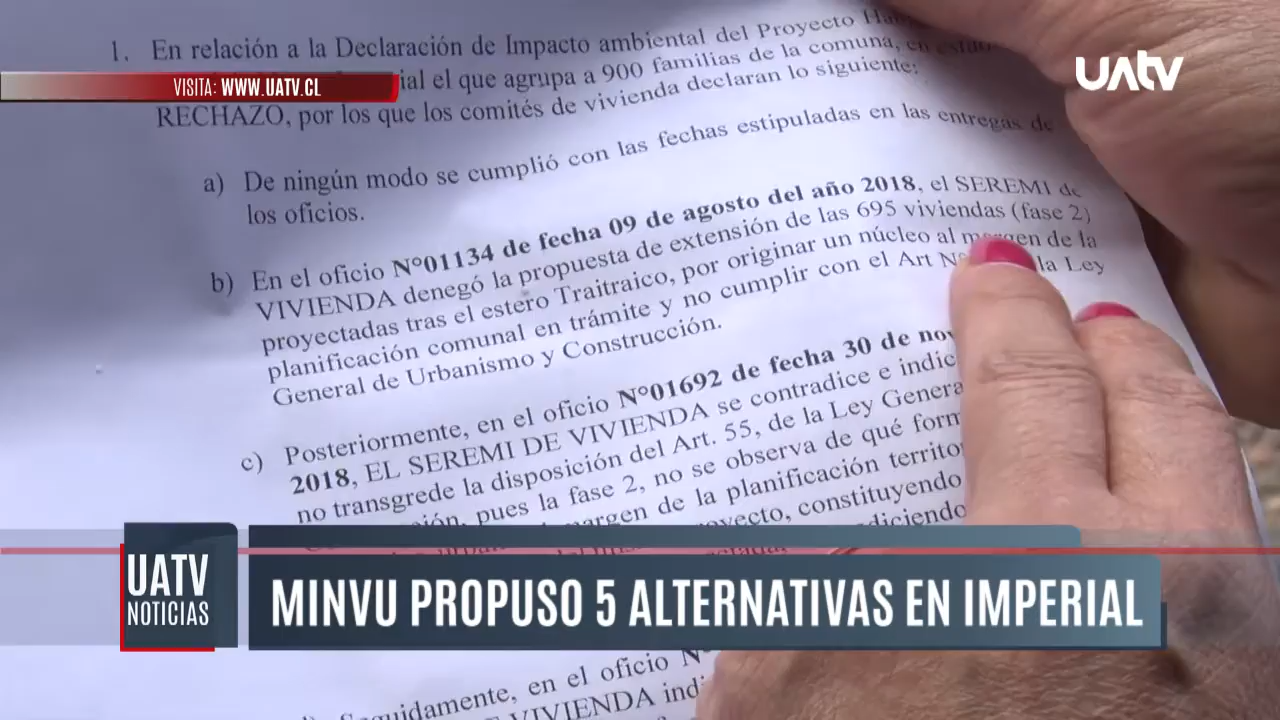 1. En relación a la Declaración de Impacto ambiental del Proyecto
el que agrupa a 900 familias de la comuna, en
RECHAZO, por los que los comités de vivienda declaran lo siguiente:
a) De ningún modo se cumplió con las fechas estipuladas en las entregas de
los oficios.
b) En el oficio N°01134 de fecha 09 de agosto del año 2018, el SEREMI de
VIVIENDA denegó la propuesta de extensión de las 695 viviendas (fase 2)
proyectadas tras el estero Traitraico, por originar un núcleo al margen de la
planificación comunal en trámite y no cumplir con el Art la Ley
General de Urbanismo y Construcción.
c) Posteriormente, en el oficio N°01692 de fecha 30 de
2018, EL SEREMI DE VIVIENDA se contradice e
no transgrede la disposición del Art. 55, de la Ley
pues la fase 2, no se observa de qué
margen de la planificación
constituyendo
VISITA: WWW.UATV.CL
UATV
UATV
NOTICIAS
MINVU PROPUSO 5 ALTERNATIVAS EN IMPERIAL
en el oficio
VIVIENDA